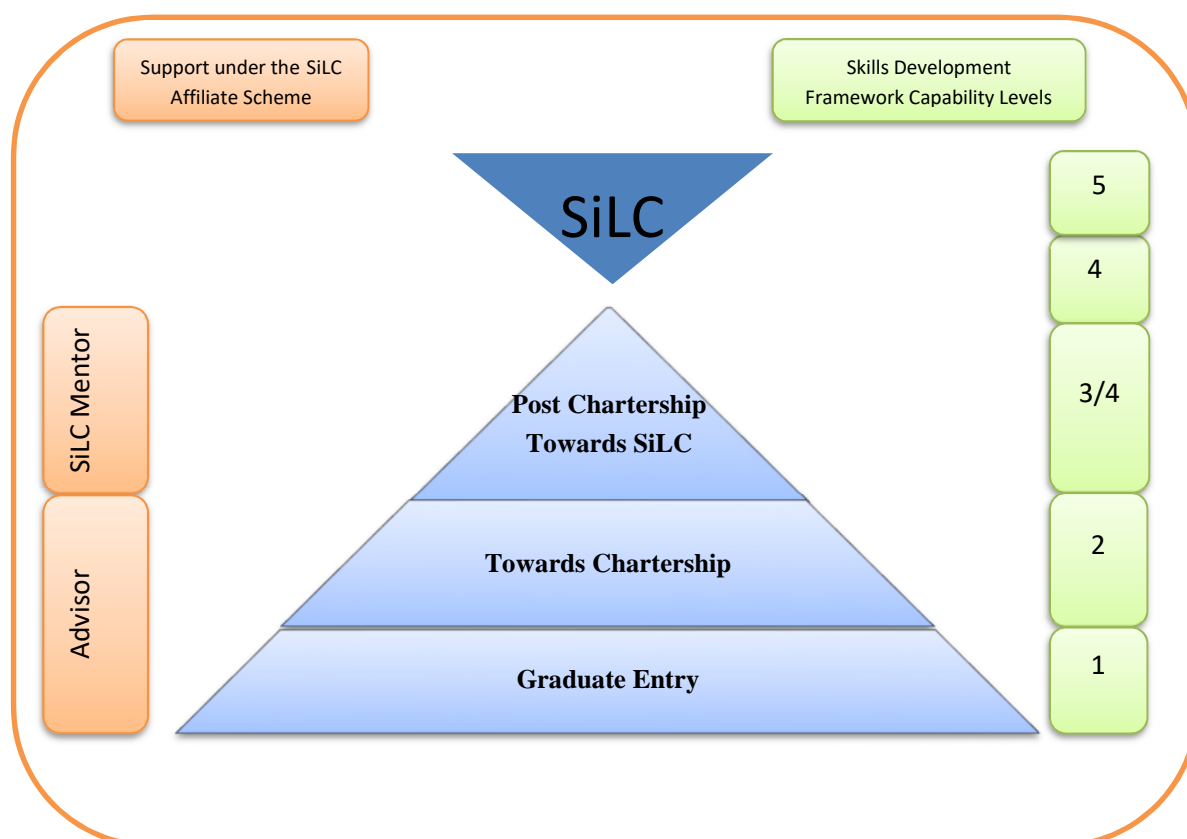 Support under the SiLC
Affiliate Scheme
Skills Development
Framework Capability Levels
SiLC
5
4
3/4
2
1
SiLC Mentor
Advisor
Post Chartership
Towards SiLC
Towards Chartership
Graduate Entry